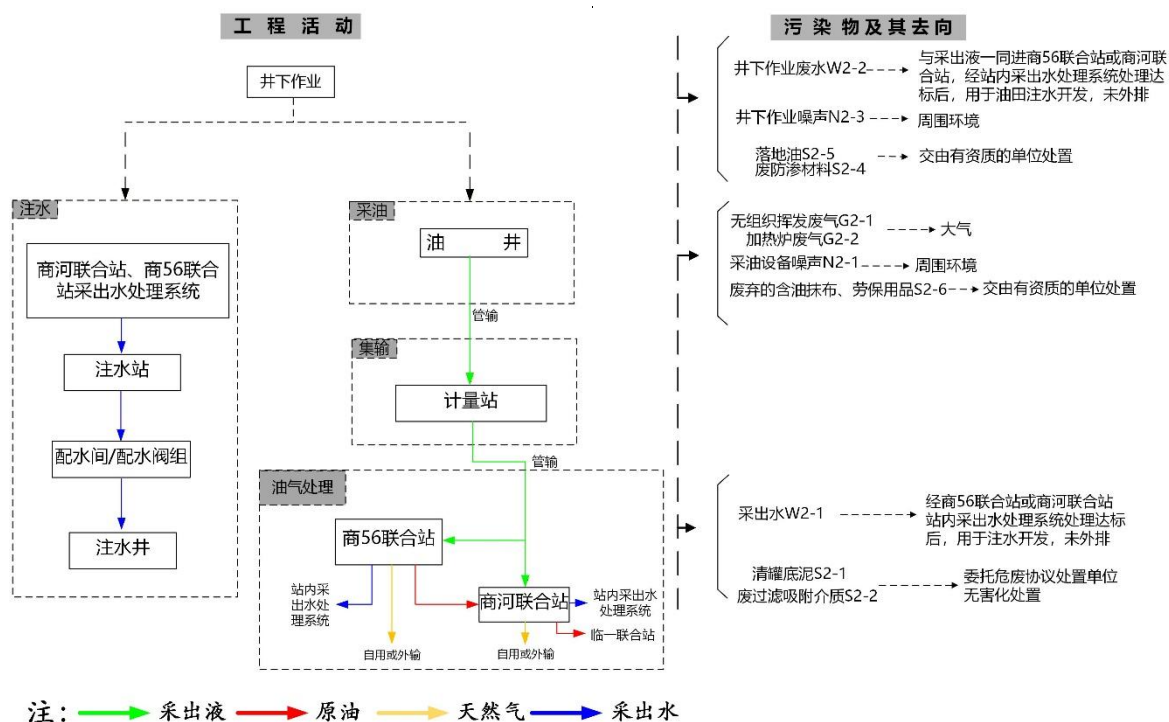 工 程 活 动
井下作业
注水
商河联合站、商56联合
站采出水处理系统
注水站
配水间/配水阀组
注水井
采油
油 井
管输
集输
计量站
管输
油气处理
商56联合站
站内采
出水处
理系统
自用或外输
商河联合站
站内采出水
处理系统
临一联合站
自用或外输
污 染 物 及 其 去 向
井下作业废水W2-2
与采出液一同进商56联合站或商河联
合站，经站内采出水处理系统处理达
标后，用于油田注水开发，未外排
井下作业噪声N2-3
周围环境
落地油S2-5
废防渗材料S2-4
交由有资质的单位处置
无组织挥发废气G2-1
加热炉废气G2-2
大气
采油设备噪声N2-1
周围环境
废弃的含油抹布、劳保用品S2-6
交由有资质的单位处置
采出水W2-1
经商56联合站或商河联合站
站内采出水处理系统处理达标
后，用于注水开发，未外排
清罐底泥S2-1
废过滤吸附介质S2-2
委托危废协议处置单位
无害化处置
注： 采出液 原油 天然气 采出水